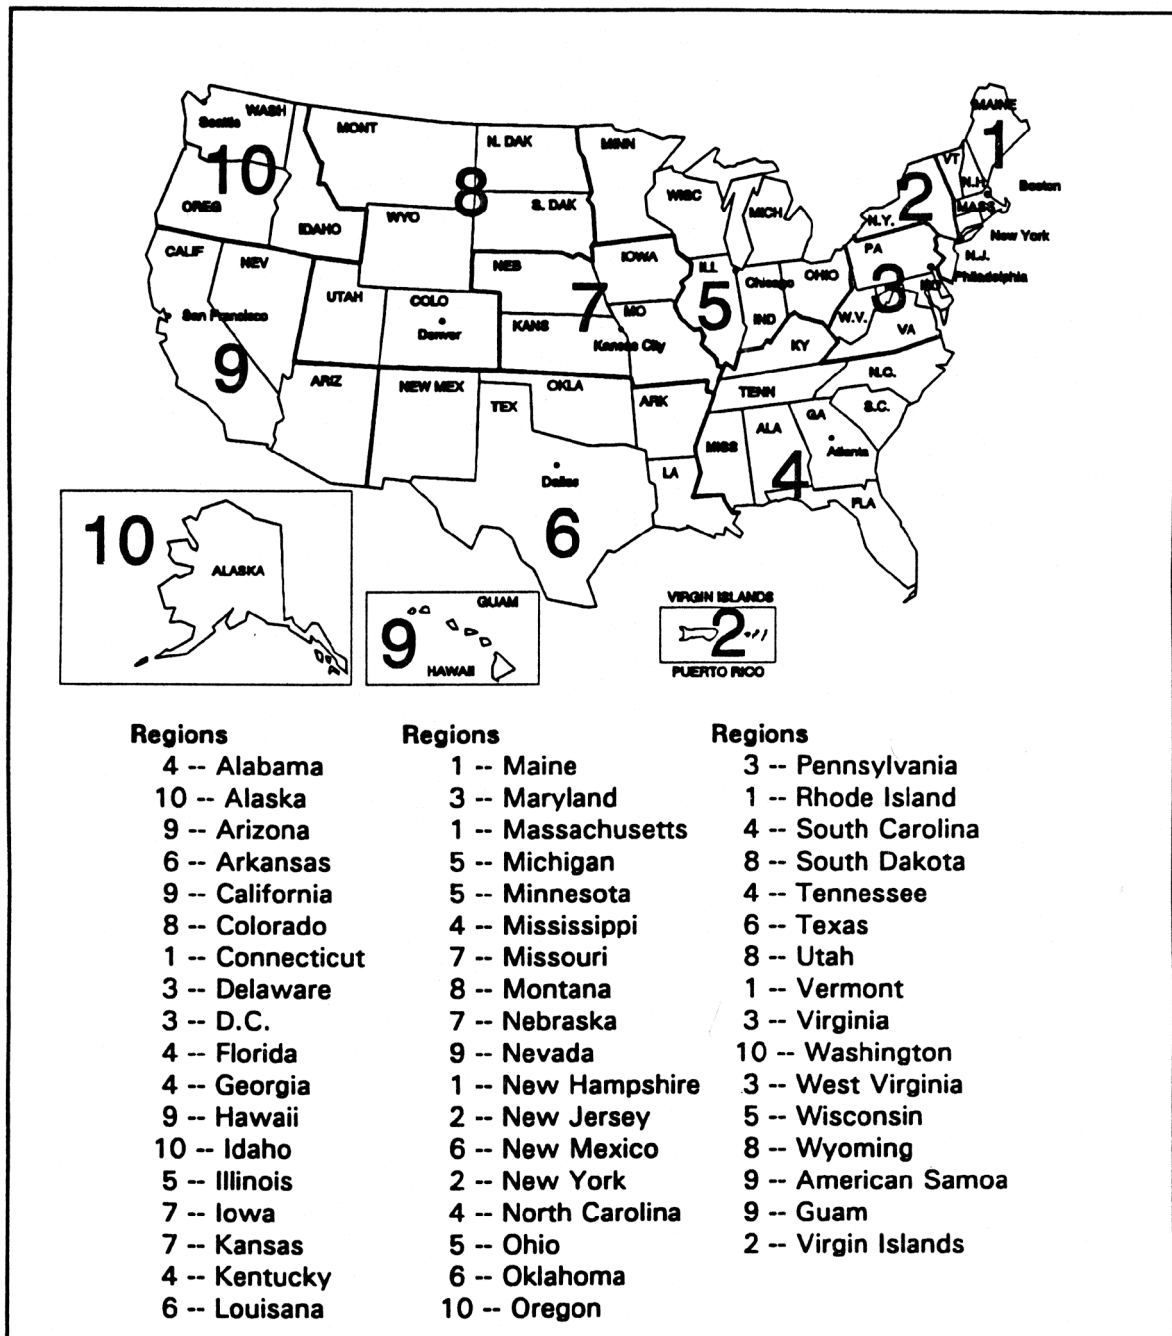 MAINE
WASH
Seattle
MONT
N. DAK
MINN
1
VT
10
8
WISC
MICH
2
N.H.
Boston
OREG
IDAHO
WYO
S. DAK
MASS
N.Y.
New York
CALIF
NEV
NEB
IOWA
ILL
PA
N.J.
UTAH
COLO
7
5
Chicago
OHIO
3
MD
Philadelphia
San Francisco
Denver
KANS
MO
IND
W.V.
VA
Kansas City
KY
9
ARIZ
NEW MEX
OKLA
TENN
N.C.
TEX
ARK
ALA
GA
S.C.
MISS
Atlanta
LA
4
Dallas
FLA
10
6
ALASKA
GUAM
9
HAWAII
VIRGIN ISLANDS
2
PUERTO RICO
Regions
4 -- Alabama
10 -- Alaska
9 -- Arizona
6 -- Arkansas
9 -- California
8 -- Colorado
1 -- Connecticut
3 -- Delaware
3 -- D.C.
4 -- Florida
4 -- Georgia
9 -- Hawaii
10 -- Idaho
5 -- Illinois
7 -- Iowa
7 -- Kansas
4 -- Kentucky
6 -- Louisana
Regions
1 -- Maine
3 -- Maryland
1 -- Massachusetts
5 -- Michigan
5 -- Minnesota
4 -- Mississippi
7 -- Missouri
8 -- Montana
7 -- Nebraska
9 -- Nevada
1 -- New Hampshire
2 -- New Jersey
6 -- New Mexico
2 -- New York
4 -- North Carolina
5 -- Ohio
6 -- Oklahoma
10 -- Oregon
Regions
3 -- Pennsylvania
1 -- Rhode Island
4 -- South Carolina
8 -- South Dakota
4 -- Tennessee
6 -- Texas
8 -- Utah
1 -- Vermont
3 -- Virginia
10 -- Washington
3 -- West Virginia
5 -- Wisconsin
8 -- Wyoming
9 -- American Samoa
9 -- Guam
2 -- Virgin Islands